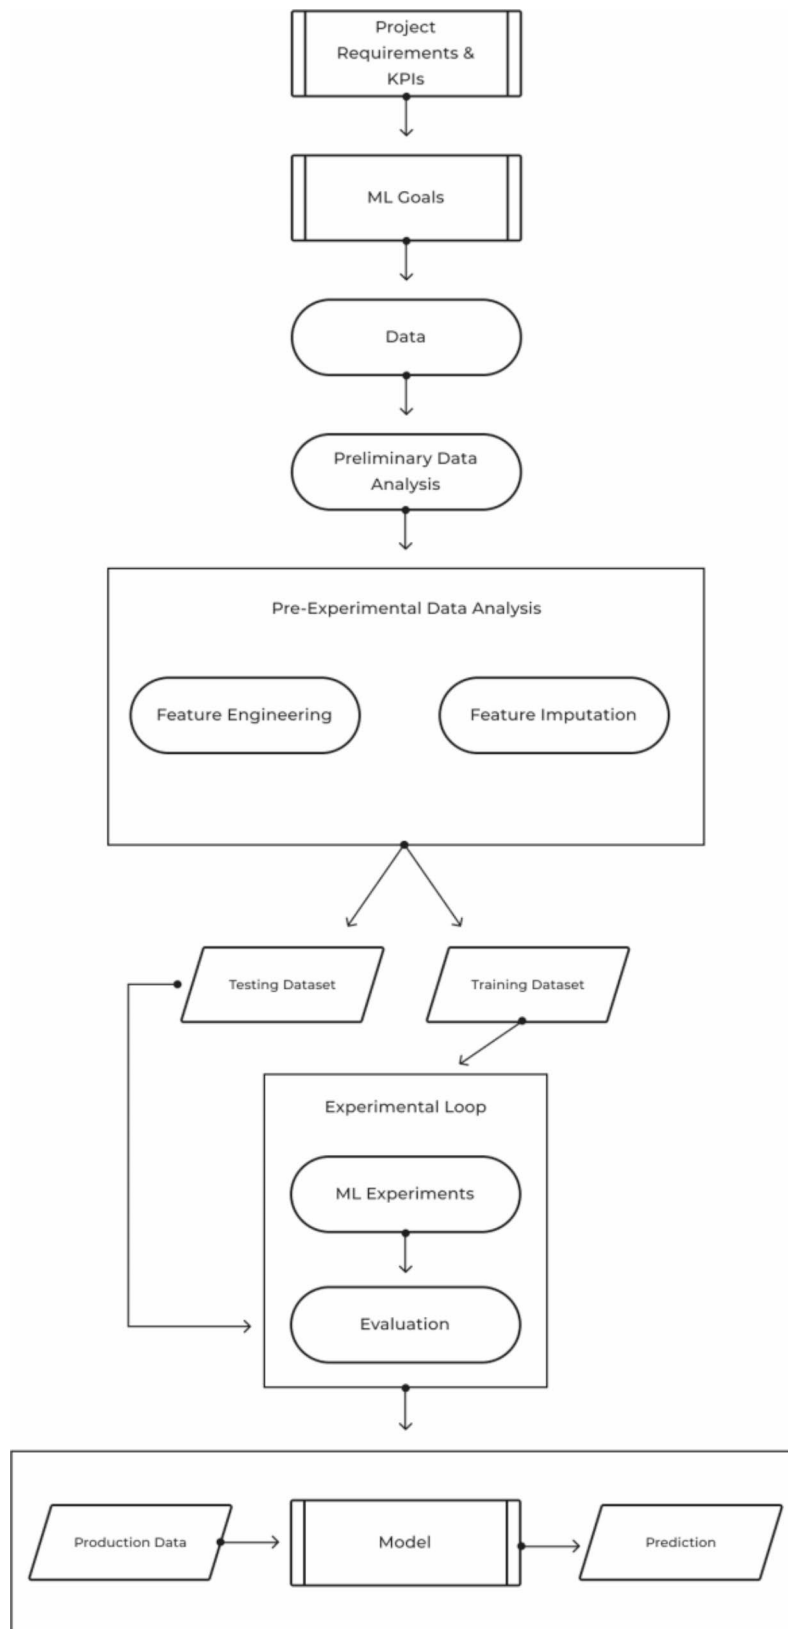 Project
Requirements &
KPIs
ML Goals
Data
Preliminary Data
Analysis
Pre-Experimental Data Analysis
Feature Engineering
Feature Imputation
Testing Dataset
Training Dataset
Experimental Loop
ML Experiments
Evaluation
Production Data
Model
Prediction